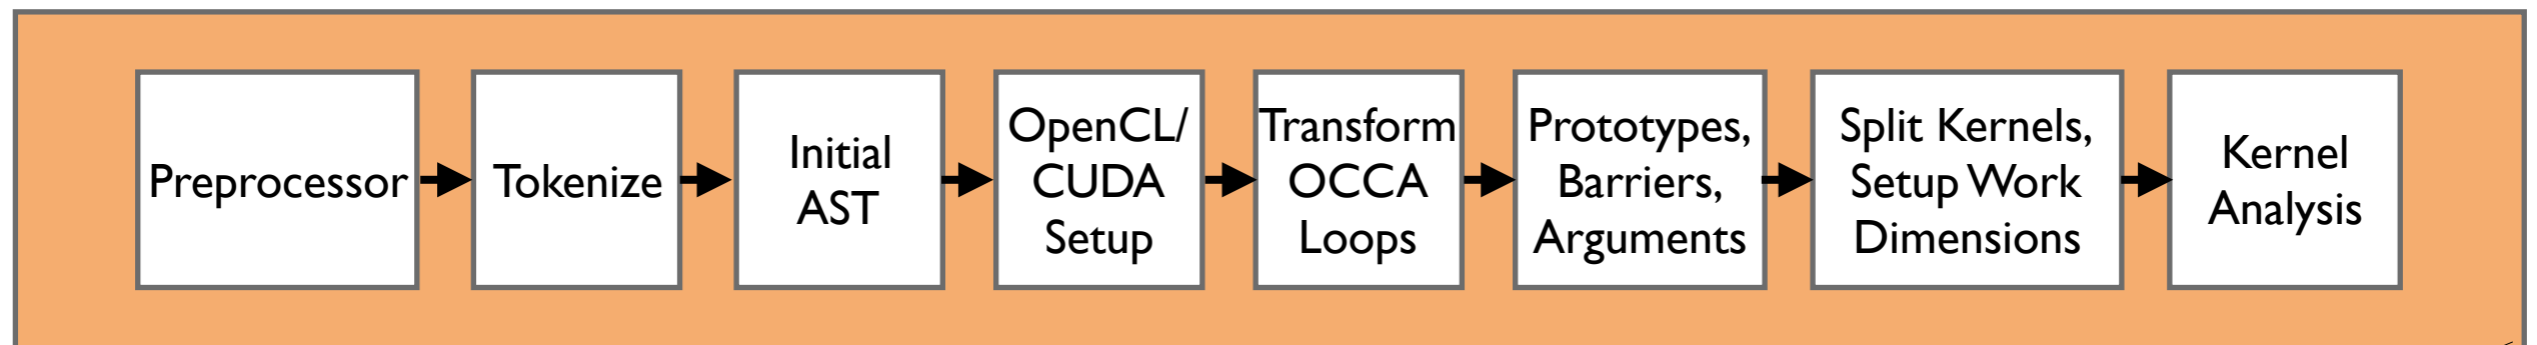 Preprocessor
Tokenize
Initial
AST
OpenCL/
CUDA
Setup
Transform
OCCA
Loops
Prototypes,
Barriers,
Arguments
Split Kernels,
Setup Work
Dimensions
Kernel
Analysis